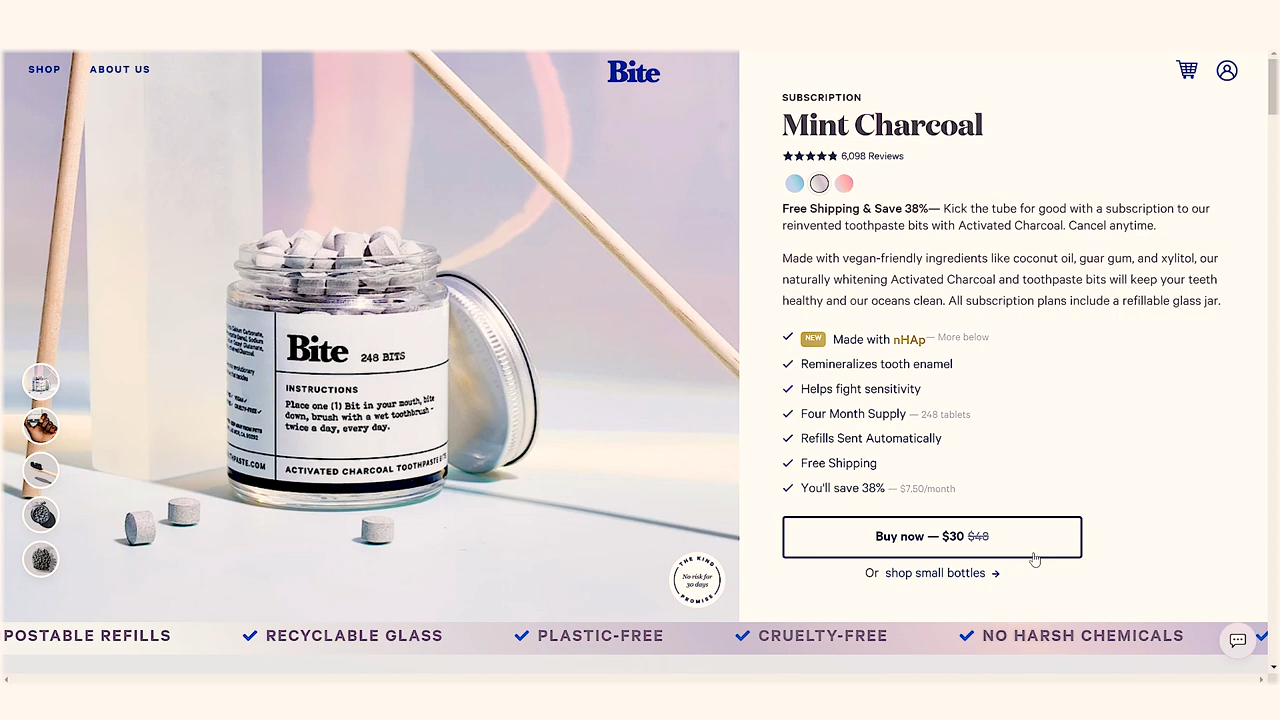 SHOP
ABOUT US
Bite
SUBSCRIPTION
Mint Charcoal
6,098 Reviews
Free Shipping & Save 38%— Kick the tube for good with a subscription to our
reinvented toothpaste bits with Activated Charcoal. Cancel anytime.
Made with vegan-friendly ingredients like coconut oil, guar gum, and xylitol, our
naturally whitening Activated Charcoal and toothpaste bits will keep your teeth
healthy and our oceans clean. All subscription plans include a refillable glass jar.
NEW Made with nHAp— More below
Remineralizes tooth enamel
Helps fight sensitivity
Four Month Supply — 248 tablets
Refills Sent Automatically
Free Shipping
You'll save 38% — $7.50/month
Buy now — $30 $48
Or shop small bottles →
Bite 248 BITS
INSTRUCTIONS
Place one (1) Bit in your mouth, bite
down, brush with a wet toothbrush -
twice a day, every day.
ACTIVATED CHARCOAL TOOTHPASTE
THE KIND
No risk for
30 days
PROMISE
POSTABLE REFILLS
RECYCLABLE GLASS
PLASTIC-FREE
CRUELTY-FREE
NO HARSH CHEMICALS